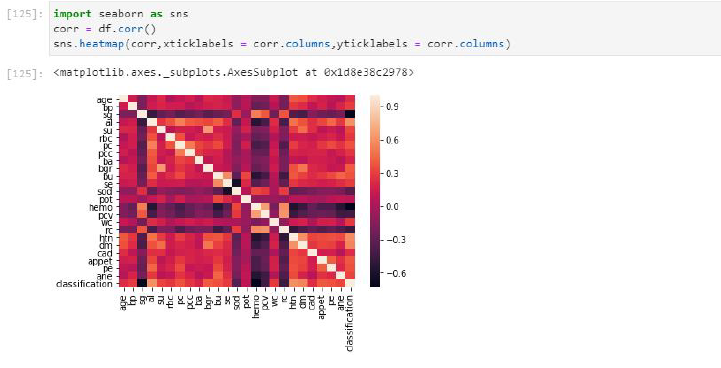 [125]: import seaborn as sns
corr = df.corr()
sns.heatmap(corr,xticklabels = corr.columns,yticklabels = corr.columns)
[125]: <matplotlib.axes._subplots.AxesSubplot at 0x1d8e38c2978>
age
bp
sg
al
su
rbc
pc
pcc
ba
bgr
bu
se
sod
pot
hemo
pcv
wc
rc
htn
dm
cad
appet
pe
ane
classification
0.9
0.6
0.3
0.0
−0.3
−0.6
age
bp
sg
al
su
rbc
pc
pcc
ba
bgr
bu
se
sod
pot
hemo
pcv
wc
rc
htn
dm
cad
appet
pe
ane
classification